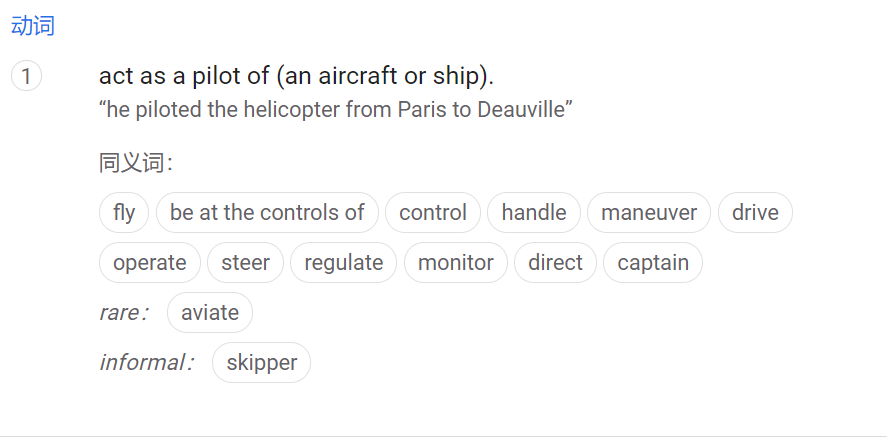 动词
1 act as a pilot of (an aircraft or ship).
“he piloted the helicopter from Paris to Deauville”
同义词：
fly be at the controls of control handle maneuver drive
operate steer regulate monitor direct captain
rare： aviate
informal： skipper